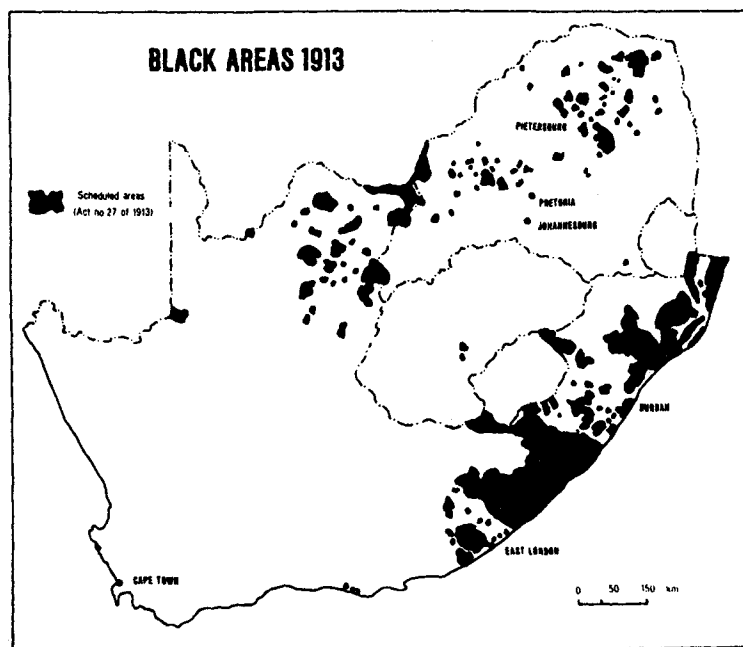 BLACK AREAS 1913
PIETERSBURG
Scheduled areas
(Act no 27 of 1913)
PRETORIA
JOHANNESBURG
DURBAN
EAST LONDON
CAPE TOWN
0 50 150 km